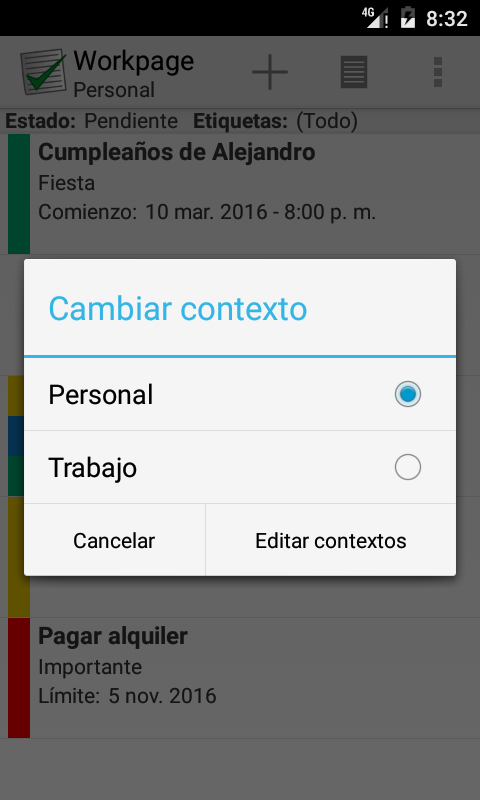 4G 8:32
Workpage
Personal
Estado: Pendiente Etiquetas: (Todo)
Cumpleaños de Alejandro
Fiesta
Comienzo: 10 mar. 2016 - 8:00 p. m.
Cambiar contexto
Personal
Trabajo
Cancelar Editar contextos
Pagar alquiler
Importante
Límite: 5 nov. 2016